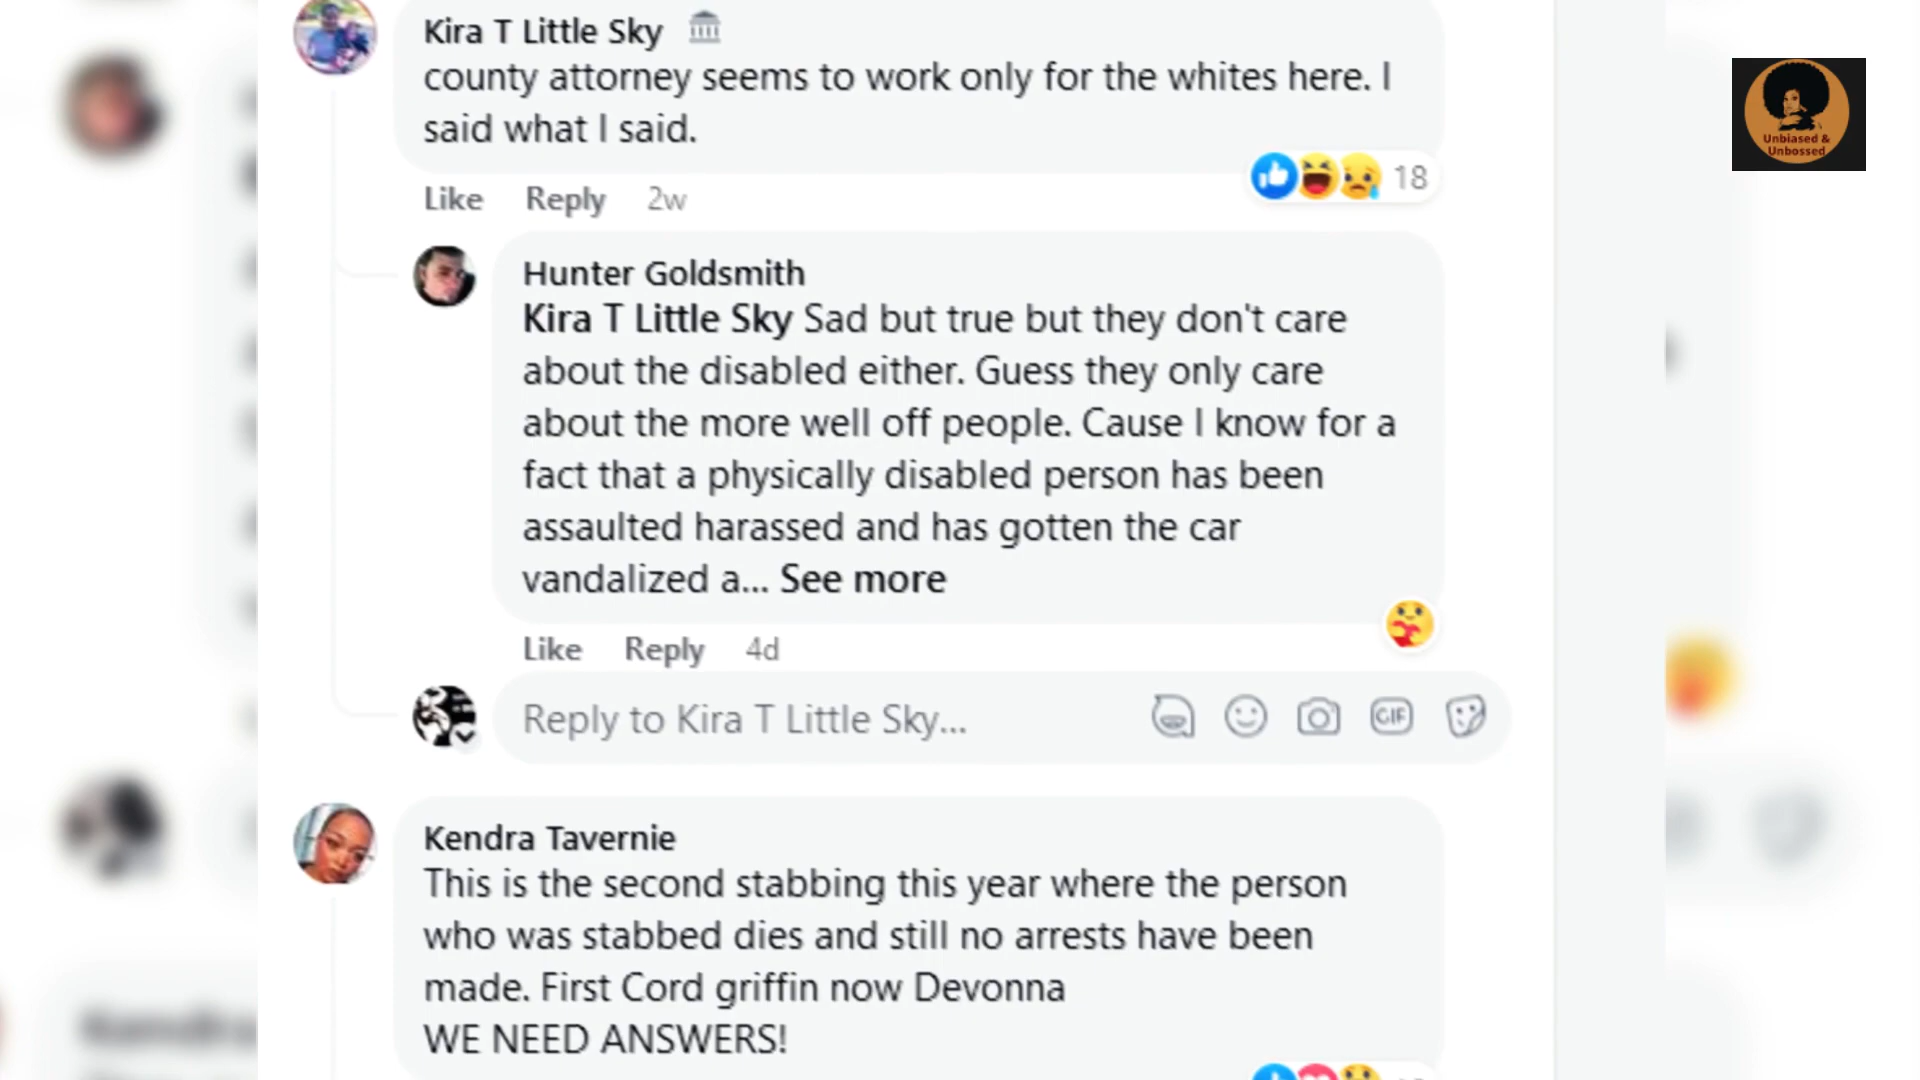 Kira T Little Sky
county attorney seems to work only for the whites here. I
said what I said.
Like Reply 2w
18
Hunter Goldsmith
Kira T Little Sky Sad but true but they don't care
about the disabled either. Guess they only care
about the more well off people. Cause I know for a
fact that a physically disabled person has been
assaulted harassed and has gotten the car
vandalized a... See more
Like Reply 4d
Reply to Kira T Little Sky...
GIF
Kendra Tavernie
This is the second stabbing this year where the person
who was stabbed dies and still no arrests have been
made. First Cord griffin now Devonna
WE NEED ANSWERS!
Unbiased &
Unbossed